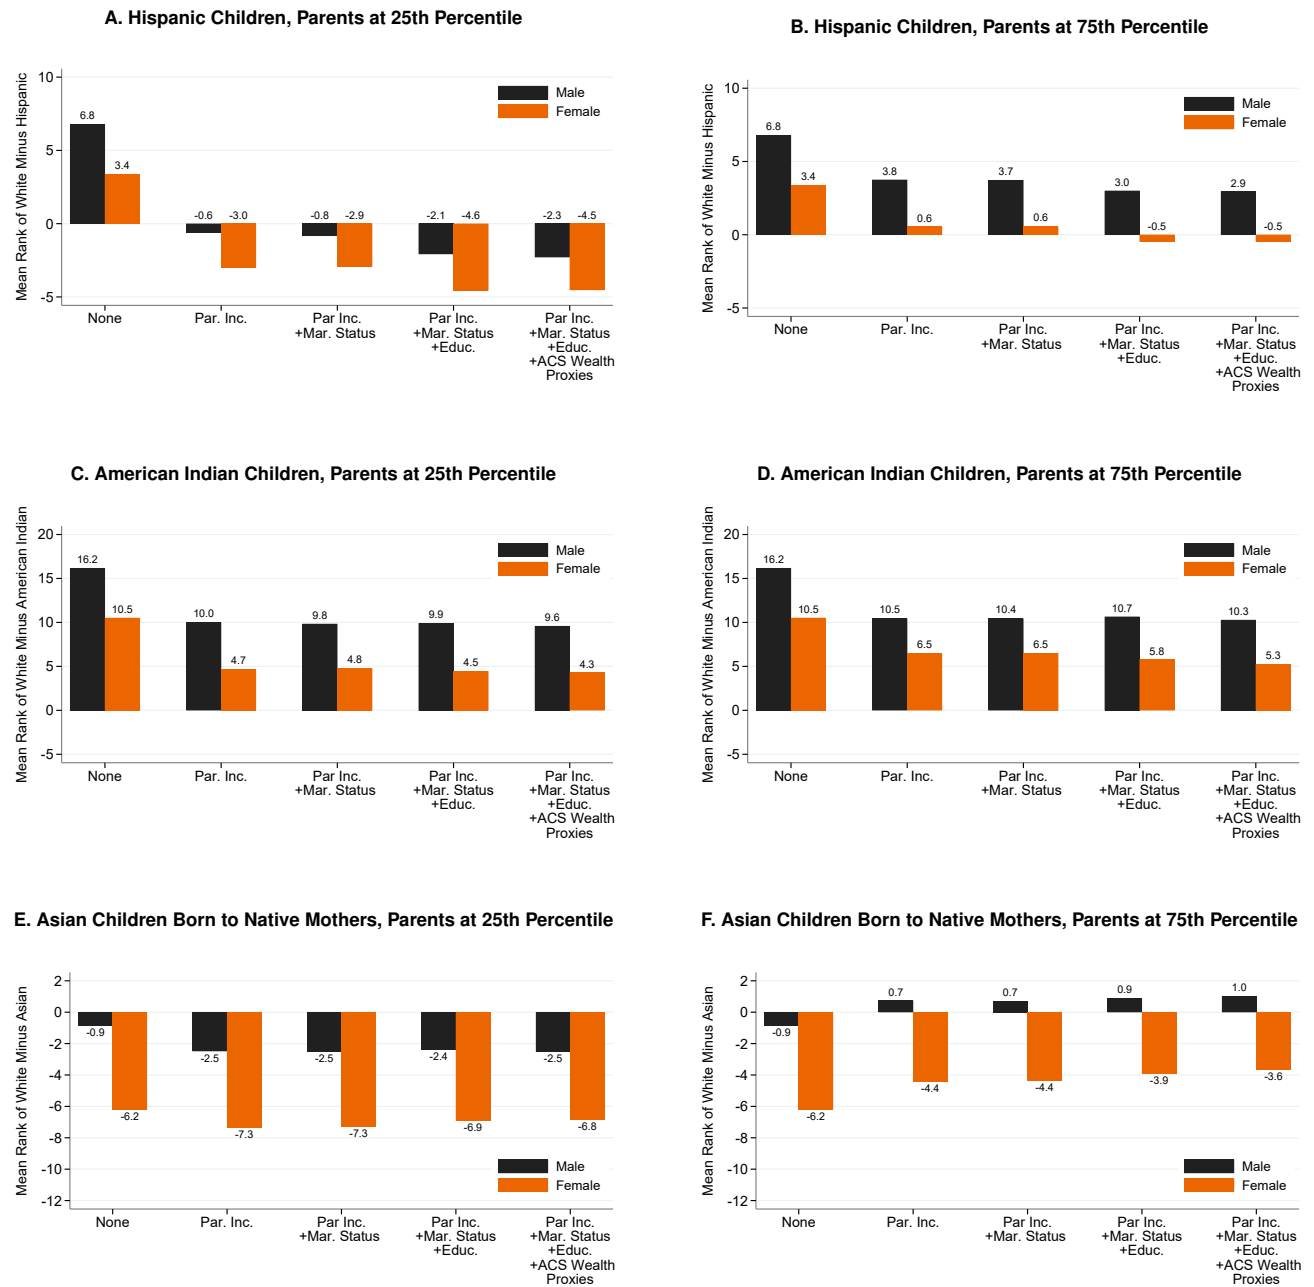 A. Hispanic Children, Parents at 25th Percentile
Mean Rank of White Minus Hispanic
10
5
0
-5
Male
Female
6.8
3.4
-0.6
-3.0
-0.8
-2.9
-2.1
-4.6
-2.3
-4.5
None
Par. Inc.
Par Inc.
+Mar. Status
Par Inc.
+Mar. Status
+Educ.
Par Inc.
+Mar. Status
+Educ.
+ACS Wealth
Proxies
B. Hispanic Children, Parents at 75th Percentile
Mean Rank of White Minus Hispanic
10
5
0
-5
Male
Female
6.8
3.4
3.8
0.6
3.7
0.6
3.0
-0.5
2.9
-0.5
None
Par. Inc.
Par Inc.
+Mar. Status
Par Inc.
+Mar. Status
+Educ.
Par Inc.
+Mar. Status
+Educ.
+ACS Wealth
Proxies
C. American Indian Children, Parents at 25th Percentile
Mean Rank of White Minus American Indian
20
15
10
5
0
-5
Male
Female
16.2
10.5
10.0
4.7
9.8
4.8
9.9
4.5
9.6
4.3
None
Par. Inc.
Par Inc.
+Mar. Status
Par Inc.
+Mar. Status
+Educ.
Par Inc.
+Mar. Status
+Educ.
+ACS Wealth
Proxies
D. American Indian Children, Parents at 75th Percentile
Mean Rank of White Minus American Indian
20
15
10
5
0
-5
Male
Female
16.2
10.5
10.5
6.5
10.4
6.5
10.7
5.8
10.3
5.3
None
Par. Inc.
Par Inc.
+Mar. Status
Par Inc.
+Mar. Status
+Educ.
Par Inc.
+Mar. Status
+Educ.
+ACS Wealth
Proxies
E. Asian Children Born to Native Mothers, Parents at 25th Percentile
Mean Rank of White Minus Asian
2
0
-2
-4
-6
-8
-10
-12
-0.9
-6.2
-2.5
-7.3
-2.5
-7.3
-2.4
-6.9
-2.5
-6.8
Male
Female
None
Par. Inc.
Par Inc.
+Mar. Status
Par Inc.
+Mar. Status
+Educ.
Par Inc.
+Mar. Status
+Educ.
+ACS Wealth
Proxies
F. Asian Children Born to Native Mothers, Parents at 75th Percentile
Mean Rank of White Minus Asian
2
0
-2
-4
-6
-8
-10
-12
-0.9
-6.2
0.7
-4.4
0.7
-4.4
0.9
-3.9
1.0
-3.6
Male
Female
None
Par. Inc.
Par Inc.
+Mar. Status
Par Inc.
+Mar. Status
+Educ.
Par Inc.
+Mar. Status
+Educ.
+ACS Wealth
Proxies